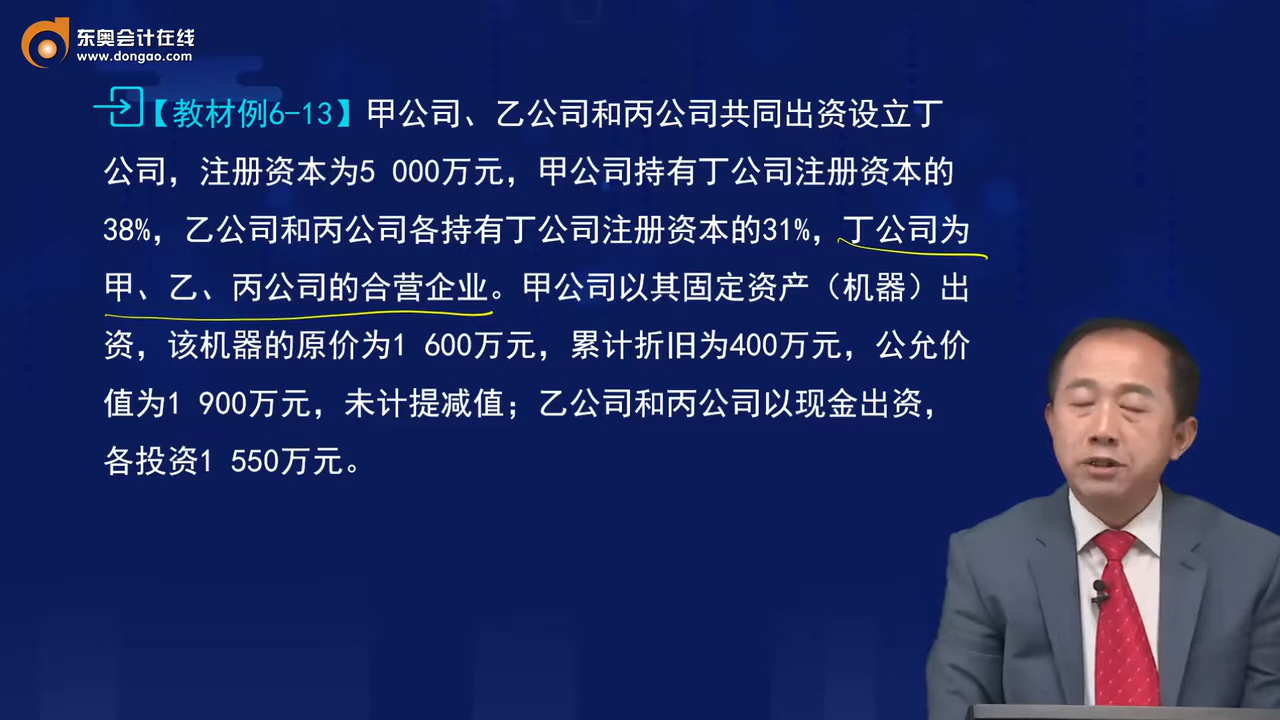 东奥会计在线
www.dongao.com
【教材例6-13】甲公司、乙公司和丙公司共同出资设立丁
公司，注册资本为5 000万元，甲公司持有丁公司注册资本的
38%，乙公司和丙公司各持有丁公司注册资本的31%，丁公司为
甲、乙、丙公司的合营企业。甲公司以其固定资产（机器）出
资，该机器的原价为1 600万元，累计折旧为400万元，公允价
值为1 900万元，未计提减值；乙公司和丙公司以现金出资，
各投资1 550万元。